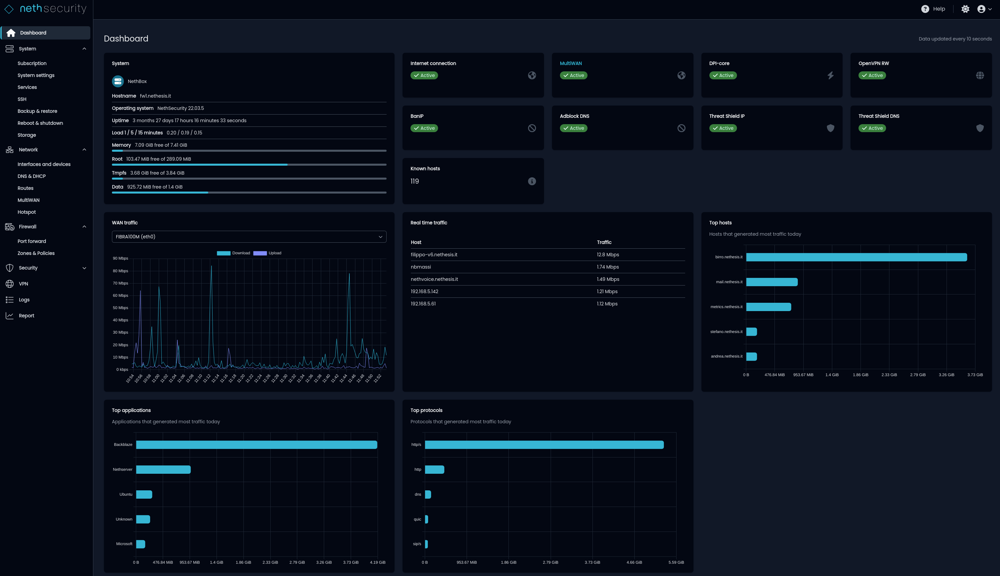 nethsecurity
Help
Dashboard
System
Subscription
System settings
Services
SSH
Backup & restore
Reboot & shutdown
Storage
Network
Interfaces and devices
DNS & DHCP
Routes
MultiWAN
Hotspot
Firewall
Port forward
Zones & Policies
Security
VPN
Logs
Report
Dashboard
Data updated every 10 seconds
System
NethBox
Hostname fw1.nethesis.it
Operating system NethSecurity 22.03.5
Uptime 3 months 27 days 17 hours 16 minutes 33 seconds
Load 1 / 5 / 15 minutes 0.20 / 0.19 / 0.15
Memory 7.09 GiB free of 7.41 GiB
Root 103.47 MiB free of 289.09 MiB
Tmpfs 3.68 GiB free of 3.84 GiB
Data 925.72 MiB free of 1.4 GiB
Internet connection
Active
MultiWAN
Active
DPI-core
Active
OpenVPN RW
Active
BanIP
Active
Adblock DNS
Active
Threat Shield IP
Active
Threat Shield DNS
Active
Known hosts
119
WAN traffic
FIBRA100M (eth0)
Download Upload
90 Mbps
80 Mbps
70 Mbps
60 Mbps
50 Mbps
40 Mbps
30 Mbps
20 Mbps
10 Mbps
0 kbps
10:54 10:56 10:58 11:00 11:02 11:04 11:06 11:08 11:10 11:12 11:14 11:16 11:18 11:20 11:22 11:24 11:26 11:28 11:30 11:32 11:34 11:36 11:38 11:40 11:42 11:44 11:46 11:48 11:50 11:52
Real time traffic
Host Traffic
filippo-v6.nethesis.it 12.8 Mbps
nbmassi 1.74 Mbps
nethvoice.nethesis.it 1.49 Mbps
192.168.5.142 1.21 Mbps
192.168.5.61 1.12 Mbps
Top hosts
Hosts that generated most traffic today
birro.nethesis.it
mail.nethesis.it
metrics.nethesis.it
stefano.nethesis.it
andrea.nethesis.it
0 B 476.84 MiB 953.67 MiB 1.4 GiB 1.86 GiB 2.33 GiB 2.79 GiB 3.26 GiB 3.73 GiB
Top applications
Applications that generated most traffic today
Backblaze
Nethserver
Ubuntu
Unknown
Microsoft
0 B 476.84 MiB 953.67 MiB 1.4 GiB 1.86 GiB 2.33 GiB 2.79 GiB 3.26 GiB 3.73 GiB 4.19 GiB
Top protocols
Protocols that generated most traffic today
http/s
http
dns
quic
sip/s
0 B 953.67 MiB 1.86 GiB 2.79 GiB 3.73 GiB 4.66 GiB 5.59 GiB